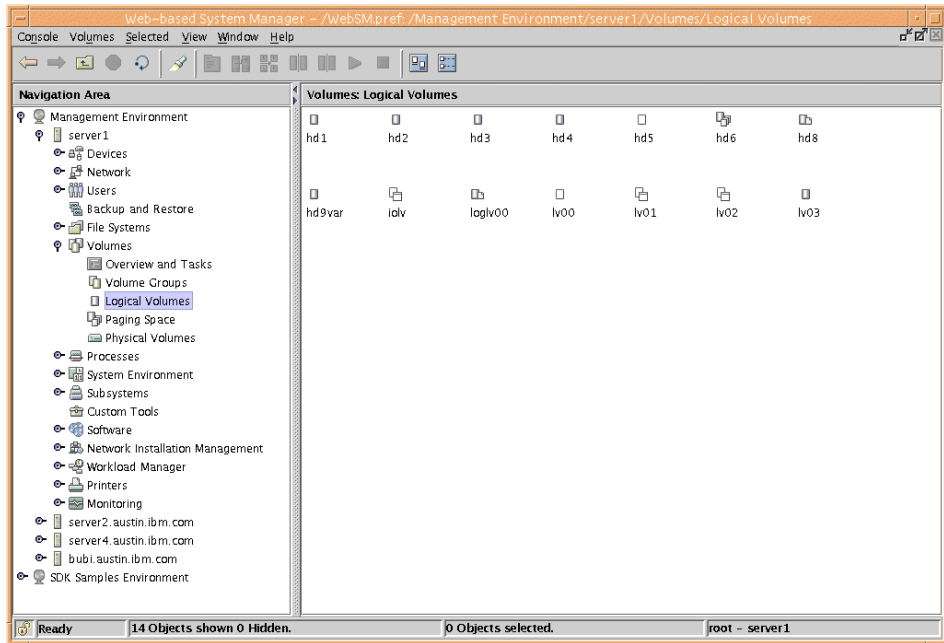 Web-based System Manager - /WebSM.pref: /Management Environment/server1/Volumes/Logical Volumes
Console Volumes Selected View Window Help
Navigation Area
Management Environment
server1
Devices
Network
Users
Backup and Restore
File Systems
Volumes
Overview and Tasks
Volume Groups
Logical Volumes
Paging Space
Physical Volumes
Processes
System Environment
Subsystems
Custom Tools
Software
Network Installation Management
Workload Manager
Printers
Monitoring
server2.austin.ibm.com
server4.austin.ibm.com
bubi.austin.ibm.com
SDK Samples Environment
Volumes: Logical Volumes
hd1 hd2 hd3 hd4 hd5 hd6 hd8
hd9var iolv loglv00 lv00 lv01 lv02 lv03
Ready 14 Objects shown 0 Hidden. 0 Objects selected. root - server1